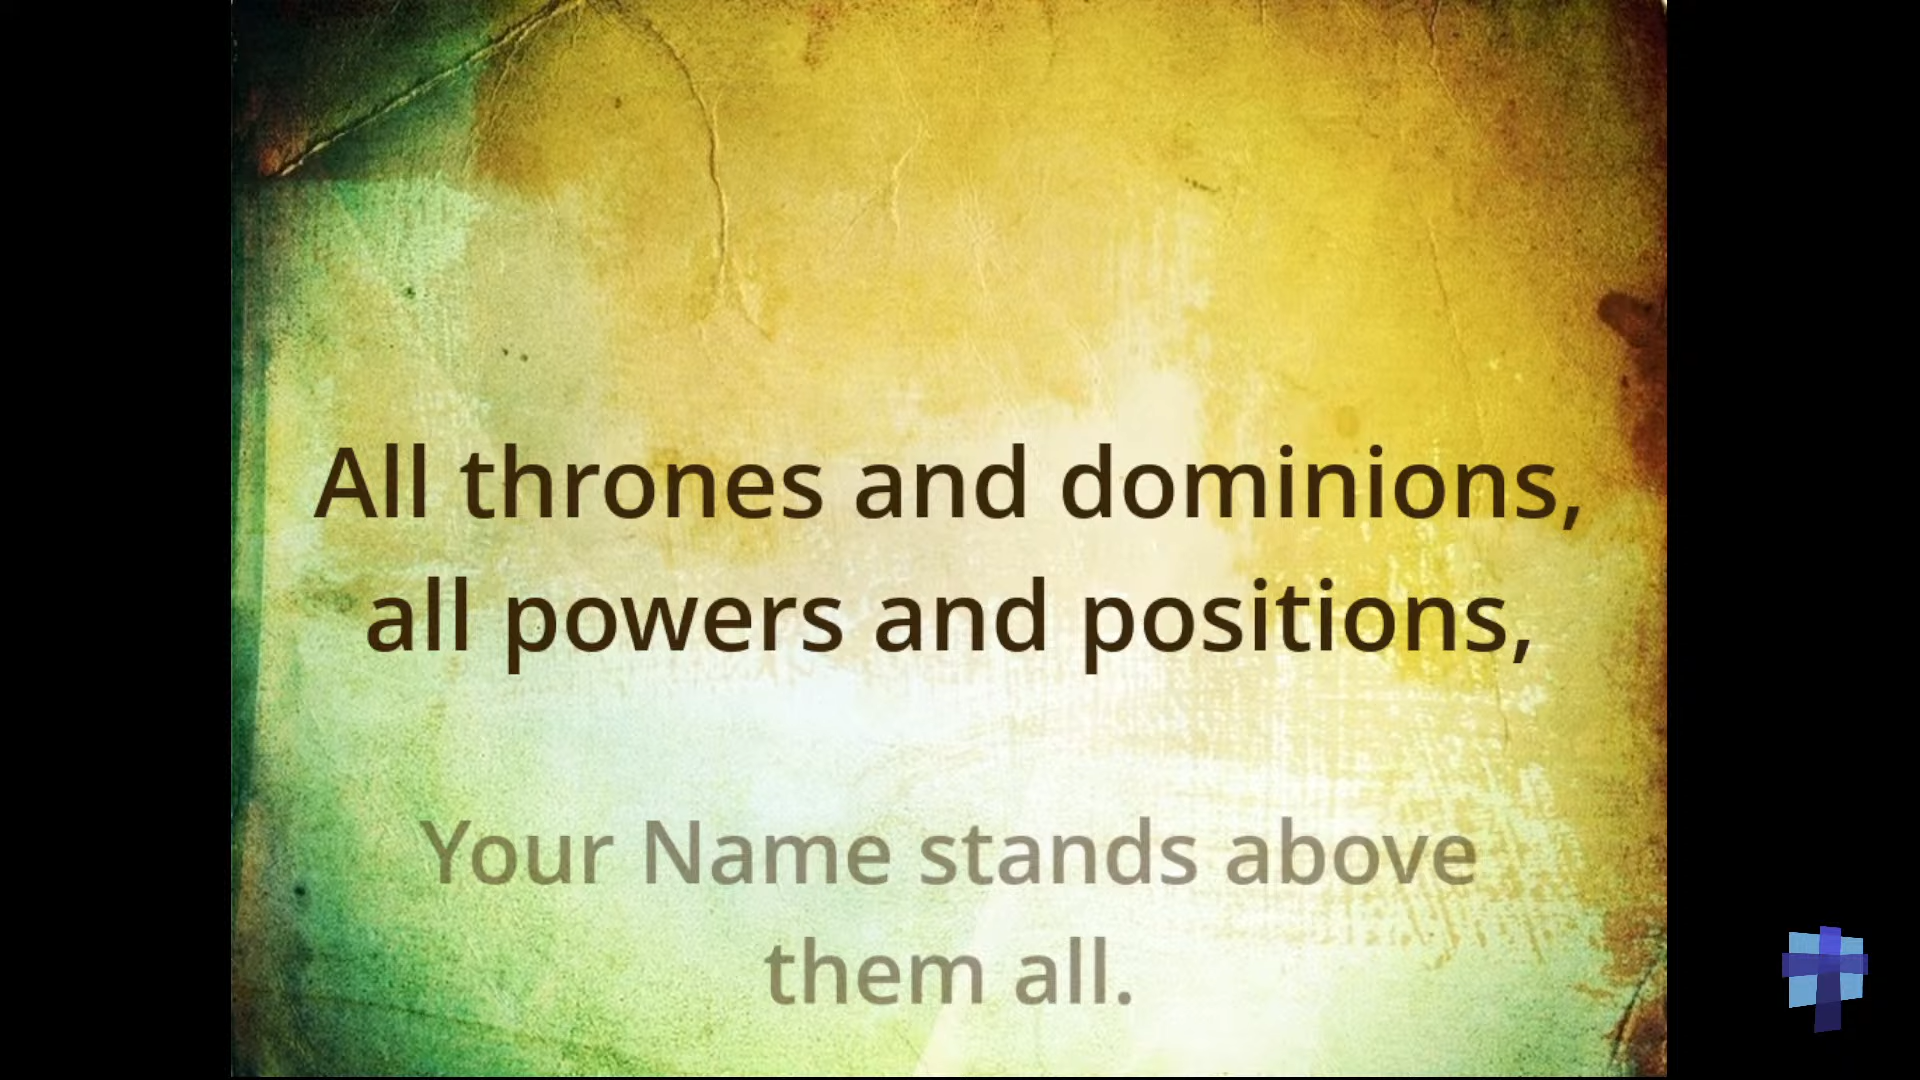 All thrones and dominions,
all powers and positions,
Your Name stands above
them all.